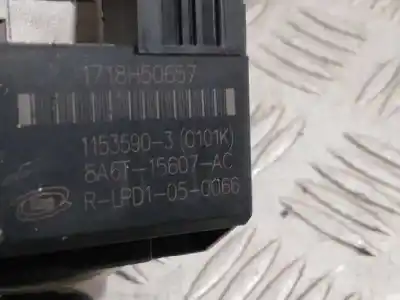 1718H50657
1153590-3 (0101K)
8A6T-15607-AC
R-LPD1-05-0066